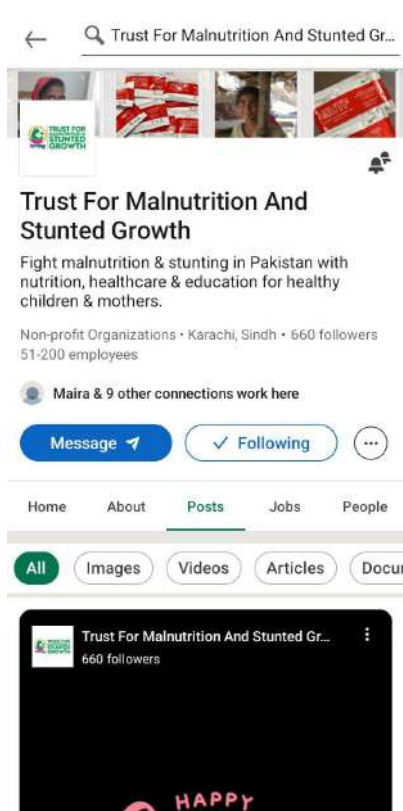 Trust For Malnutrition And Stunted Gr...
TRUST FOR
STUNTED
GROWTH
Trust For Malnutrition And
Stunted Growth
Fight malnutrition & stunting in Pakistan with
nutrition, healthcare & education for healthy
children & mothers.
Non-profit Organizations • Karachi, Sindh • 660 followers
51-200 employees
Maira & 9 other connections work here
Message
Following
Home About Posts Jobs People
All Images Videos Articles Docu
Trust For Malnutrition And Stunted Gr...
660 followers
HAPPY